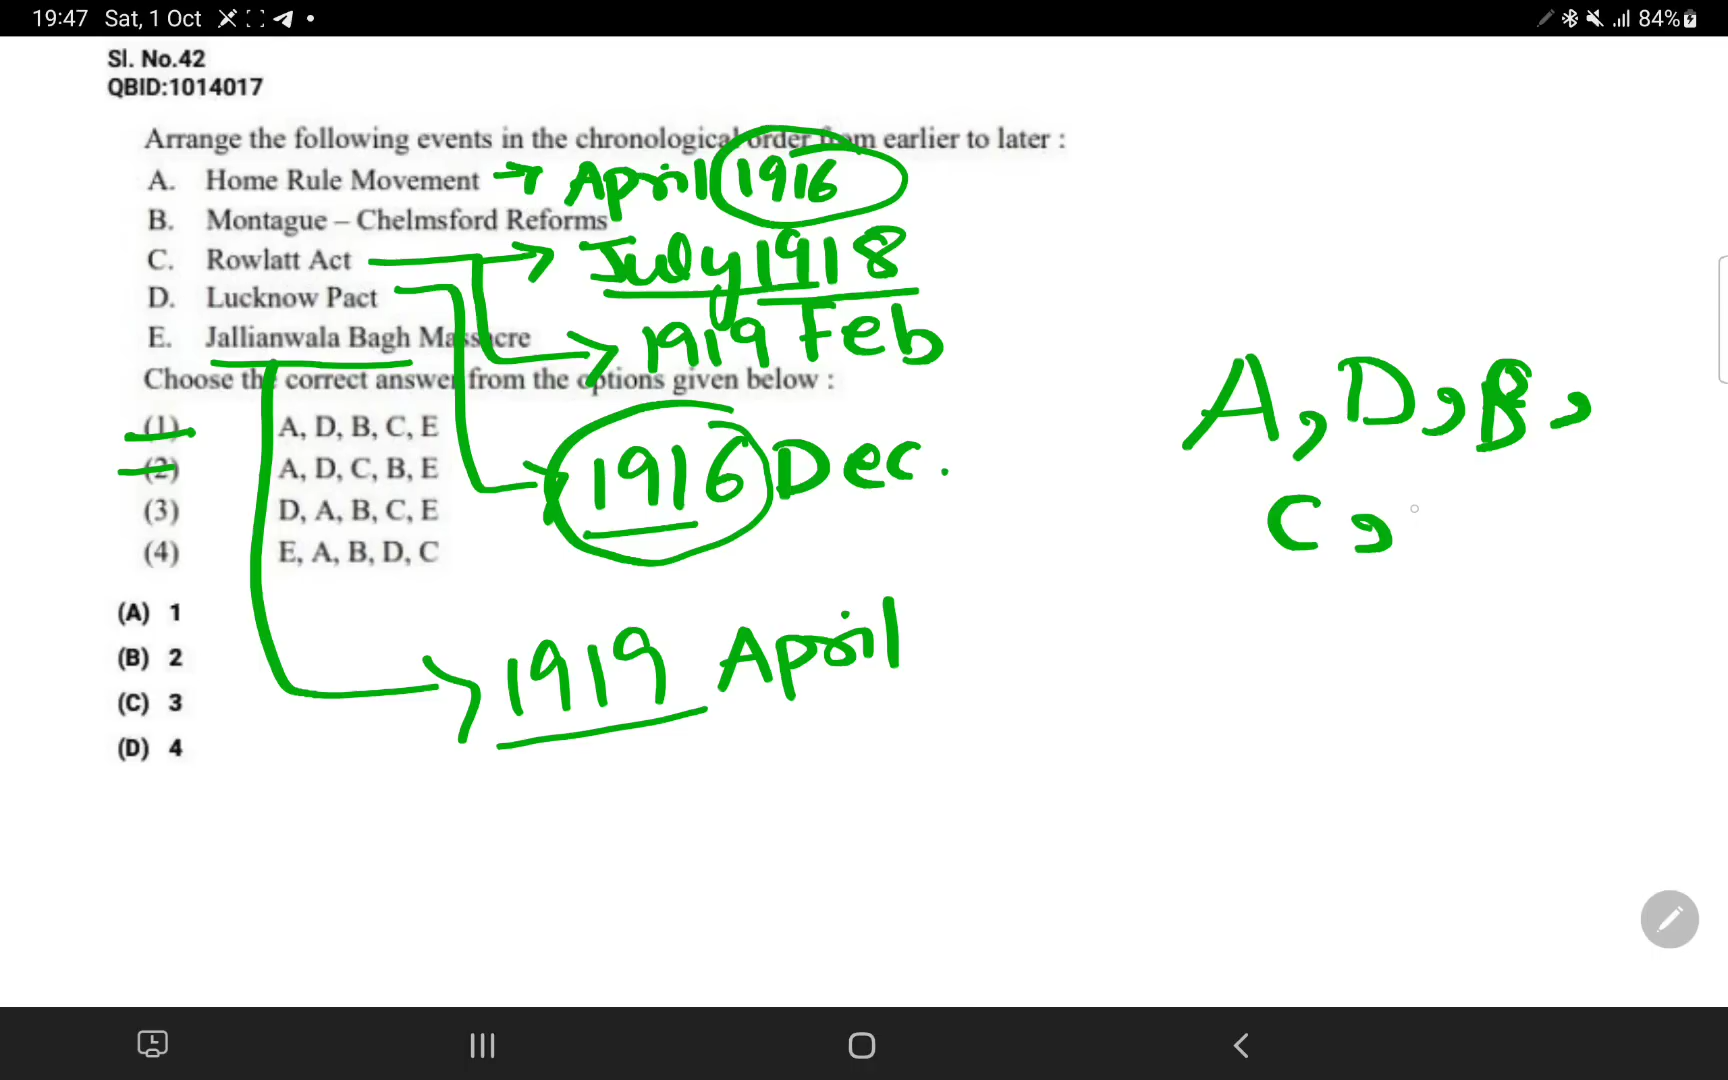 19:47 Sat, 1 Oct
84%
Sl. No.42
QBID:1014017
Arrange the following events in the chronological order from earlier to later :
A. Home Rule Movement → April 1916
B. Montague – Chelmsford Reforms
C. Rowlatt Act → July 1918
D. Lucknow Pact
1919 Feb
E. Jallianwala Bagh Massacre
Choose the correct answer from the options given below :
A, D, B,
(1) A, D, B, C, E
(2) A, D, C, B, E
1916 Dec.
(3) D, A, B, C, E
C,
(4) E, A, B, D, C
(A) 1
(B) 2
1919 April
(C) 3
(D) 4